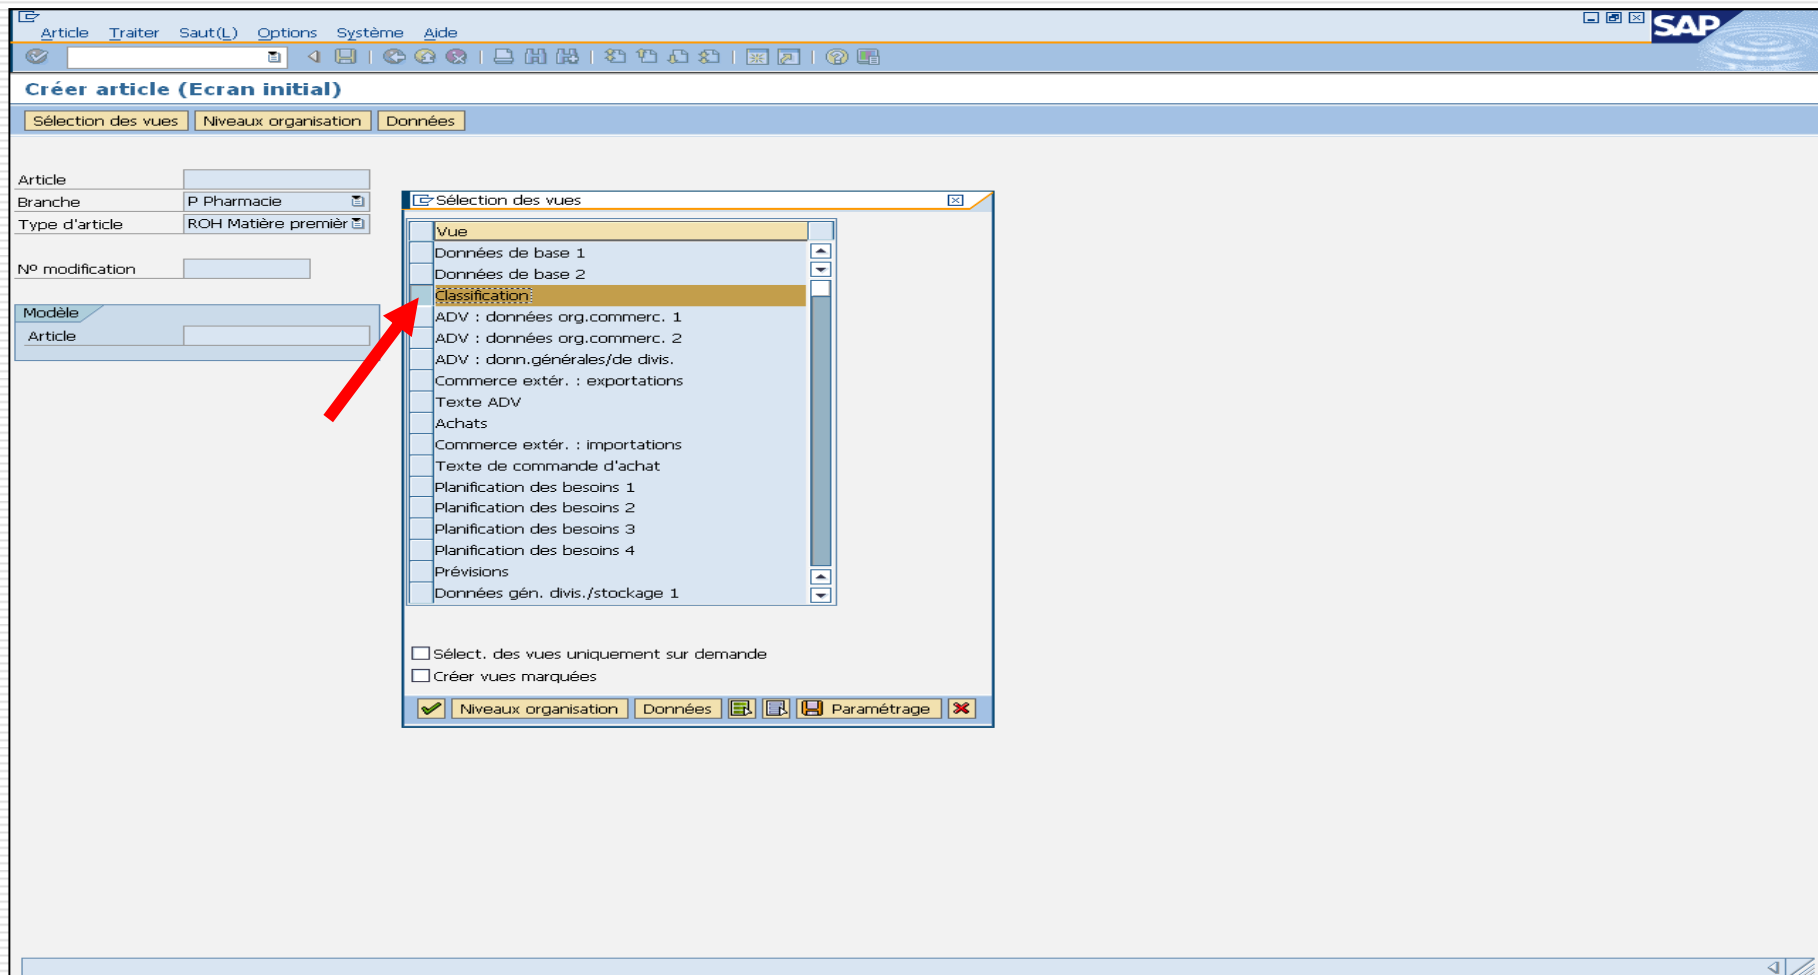 Article Traiter Saut(L) Options Système Aide
SAP
Créer article (Ecran initial)
Sélection des vues Niveaux organisation Données
Article
Branche P Pharmacie
Type d'article ROH Matière premièr
Nº modification
Modèle
Article
Sélection des vues
Vue
Données de base 1
Données de base 2
Classification
ADV : données org.commerc. 1
ADV : données org.commerc. 2
ADV : donn.générales/de divis.
Commerce extér. : exportations
Texte ADV
Achats
Commerce extér. : importations
Texte de commande d'achat
Planification des besoins 1
Planification des besoins 2
Planification des besoins 3
Planification des besoins 4
Prévisions
Données gén. divis./stockage 1
Sélect. des vues uniquement sur demande
Créer vues marquées
Niveaux organisation Données Paramétrage